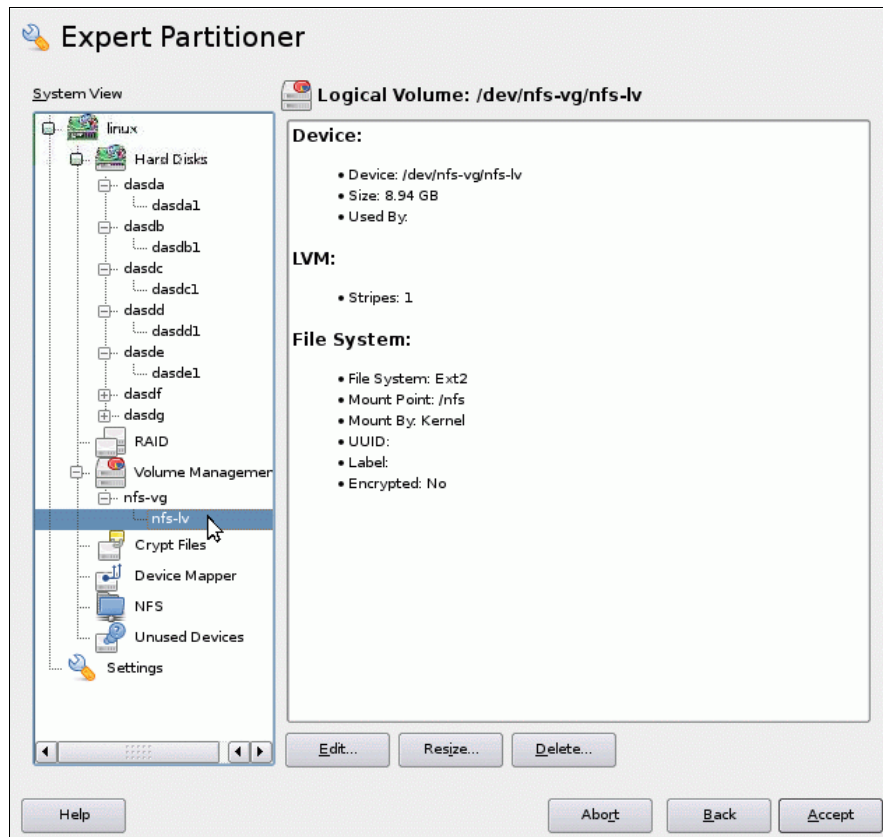 Expert Partitioner
System View
linux
Hard Disks
dasda
dasda1
dasdb
dasdb1
dasdc
dasdc1
dasdd
dasdd1
dasde
dasde1
dasdf
dasdg
RAID
Volume Managemen
nfs-vg
nfs-lv
Crypt Files
Device Mapper
NFS
Unused Devices
Settings
Logical Volume: /dev/nfs-vg/nfs-lv
Device:
• Device: /dev/nfs-vg/nfs-lv
• Size: 8.94 GB
• Used By:
LVM:
• Stripes: 1
File System:
• File System: Ext2
• Mount Point: /nfs
• Mount By: Kernel
• UUID:
• Label:
• Encrypted: No
Edit... Resize... Delete...
Help Abort Back Accept